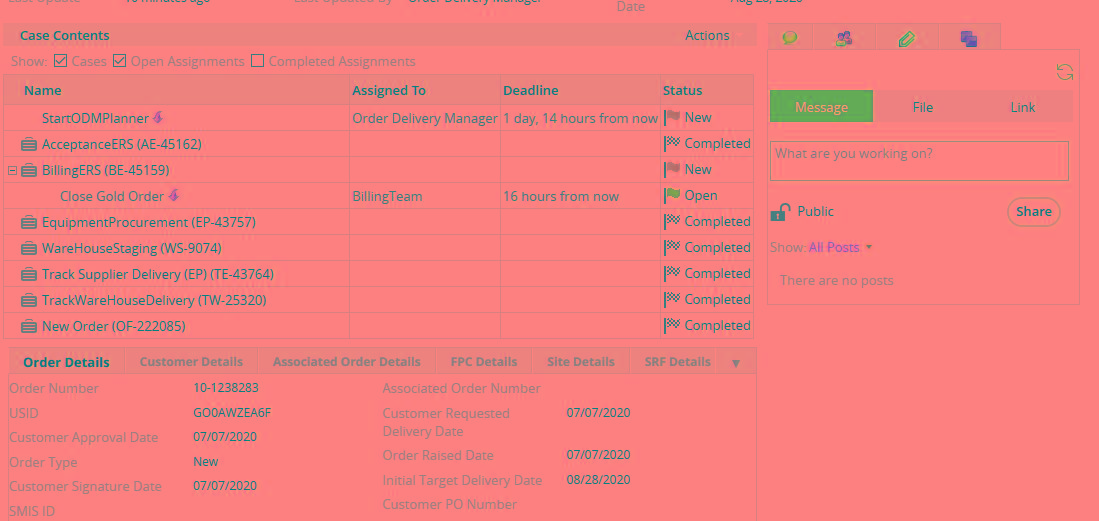 Last Update 10 minutes ago Last Updated By Order Delivery Manager Date Aug 26, 2020
Case Contents Actions
Show: Cases Open Assignments Completed Assignments
Name Assigned To Deadline Status
StartODMPlanner Order Delivery Manager 1 day, 14 hours from now New
AcceptanceERS (AE-45162) Completed
BillingERS (BE-45159) New
Close Gold Order BillingTeam 16 hours from now Open
EquipmentProcurement (EP-43757) Completed
WareHouseStaging (WS-9074) Completed
Track Supplier Delivery (EP) (TE-43764) Completed
TrackWareHouseDelivery (TW-25320) Completed
New Order (OF-222085) Completed
Message File Link
What are you working on?
Public Share
Show: All Posts
There are no posts
Order Details Customer Details Associated Order Details FPC Details Site Details SRF Details
Order Number 10-1238283
USID GO0AWZEA6F
Customer Approval Date 07/07/2020
Order Type New
Customer Signature Date 07/07/2020
SMIS ID
Associated Order Number
Customer Requested 07/07/2020
Delivery Date
Order Raised Date 07/07/2020
Initial Target Delivery Date 08/28/2020
Customer PO Number